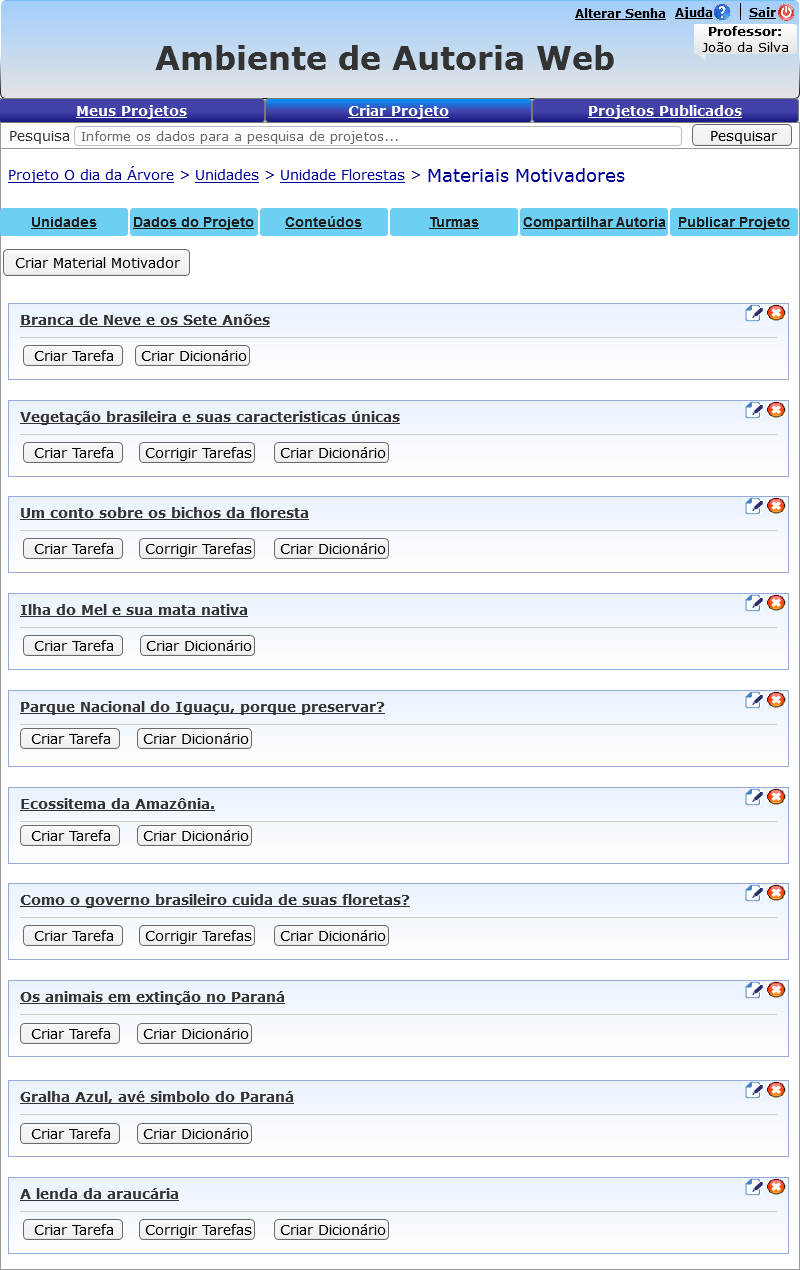 Alterar Senha Ajuda Sair
Professor:
João da Silva
Ambiente de Autoria Web
Meus Projetos Criar Projeto Projetos Publicados
Pesquisa Informe os dados para a pesquisa de projetos... Pesquisar
Projeto O dia da Árvore > Unidades > Unidade Florestas > Materiais Motivadores
Unidades Dados do Projeto Conteúdos Turmas Compartilhar Autoria Publicar Projeto
Criar Material Motivador
Branca de Neve e os Sete Anões
Criar Tarefa Criar Dicionário
Vegetação brasileira e suas caracteristicas únicas
Criar Tarefa Corrigir Tarefas Criar Dicionário
Um conto sobre os bichos da floresta
Criar Tarefa Corrigir Tarefas Criar Dicionário
Ilha do Mel e sua mata nativa
Criar Tarefa Criar Dicionário
Parque Nacional do Iguaçu, porque preservar?
Criar Tarefa Criar Dicionário
Ecossitema da Amazônia.
Criar Tarefa Criar Dicionário
Como o governo brasileiro cuida de suas floretas?
Criar Tarefa Corrigir Tarefas Criar Dicionário
Os animais em extinção no Paraná
Criar Tarefa Criar Dicionário
Gralha Azul, avé simbolo do Paraná
Criar Tarefa Criar Dicionário
A lenda da araucária
Criar Tarefa Corrigir Tarefas Criar Dicionário